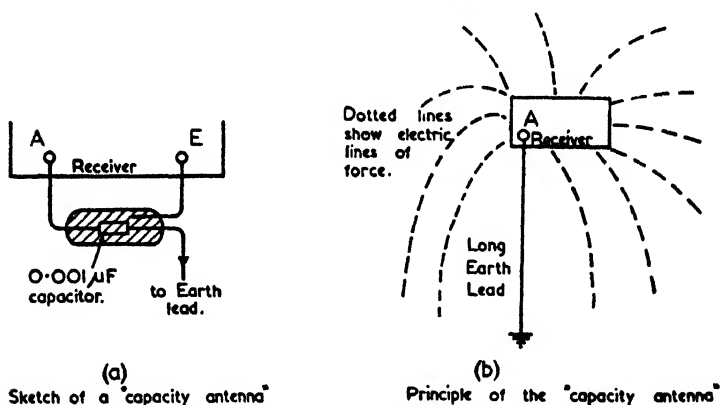 A
E
Receiver
0·001 µF
capacitor.
to Earth
lead.
(a)
Sketch of a "capacity antenna"
Dotted lines
show electric
lines of
force.
A
Receiver
Long
Earth
Lead
(b)
Principle of the "capacity antenna"